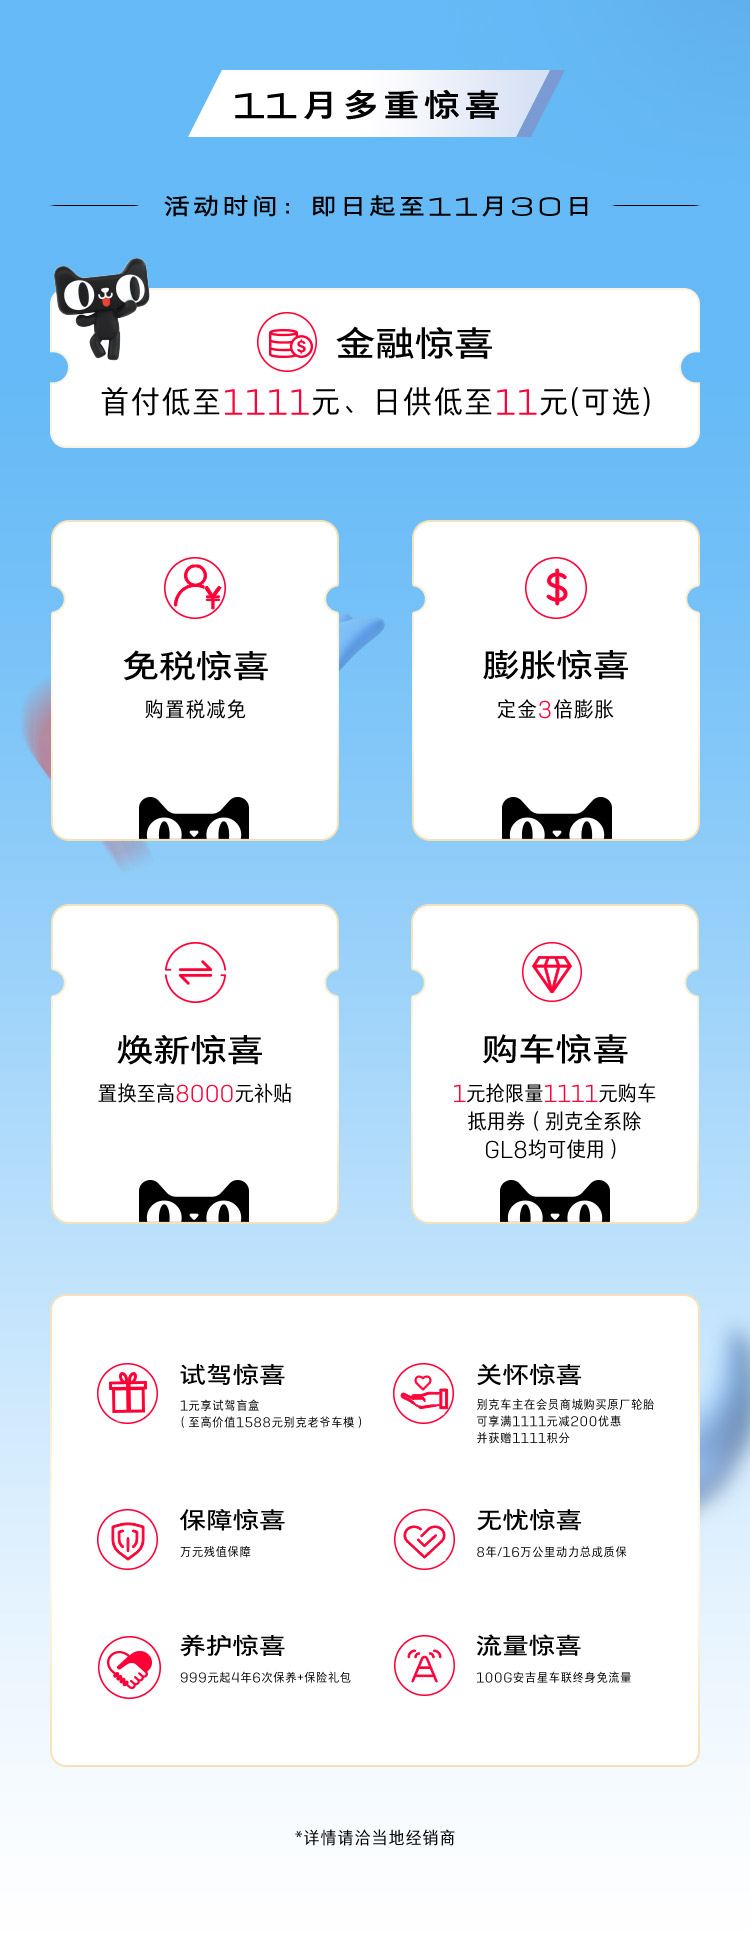 11月多重惊喜
活动时间：即日起至11月30日
金融惊喜
首付低至1111元、日供低至11元(可选)
免税惊喜
购置税减免
膨胀惊喜
定金3倍膨胀
焕新惊喜
置换至高8000元补贴
购车惊喜
1元抢限量1111元购车
抵用券（别克全系除
GL8均可使用）
试驾惊喜
1元享试驾盲盒
（至高价值1588元别克老爷车模）
关怀惊喜
别克车主在会员商城购买原厂轮胎
可享满1111元减200优惠
并获赠1111积分
保障惊喜
万元残值保障
无忧惊喜
8年/16万公里动力总成质保
养护惊喜
999元起4年6次保养+保险礼包
流量惊喜
100G安吉星车联终身免流量
*详情请洽当地经销商